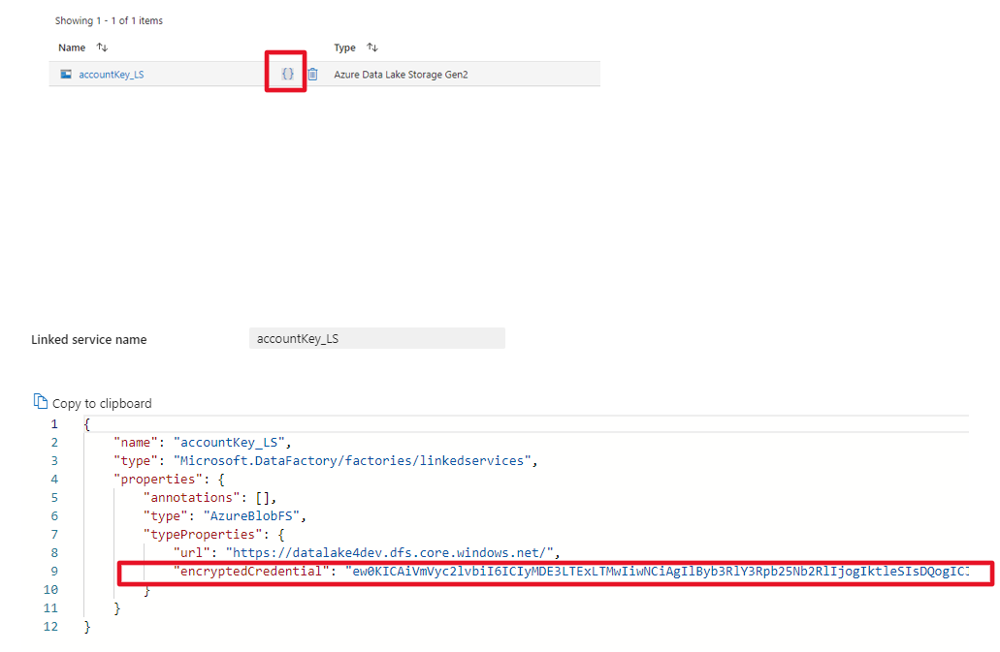 Showing 1 - 1 of 1 items
Name ↑↓ Type ↑↓
accountKey_LS {} Azure Data Lake Storage Gen2
Linked service name accountKey_LS
Copy to clipboard
1 {
2 "name": "accountKey_LS",
3 "type": "Microsoft.DataFactory/factories/linkedservices",
4 "properties": {
5 "annotations": [],
6 "type": "AzureBlobFS",
7 "typeProperties": {
8 "url": "https://datalake4dev.dfs.core.windows.net/",
9 "encryptedCredential": "ew0KICAiVmVyc2lvbiI6ICIyMDE3LTExLTMwIiwNCiAgIlByb3RlY3Rpb25Nb2RlIjogIktleSIsDQogICJ
10 }
11 }
12 }